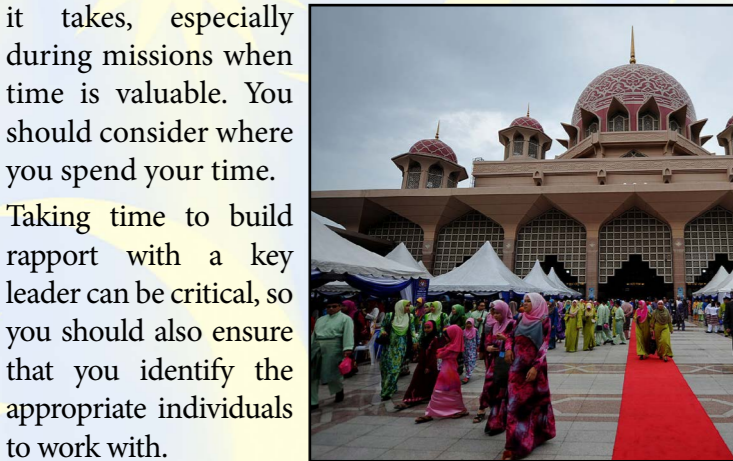 it takes, especially
during missions when
time is valuable. You
should consider where
you spend your time.
Taking time to build
rapport with a key
leader can be critical, so
you should also ensure
that you identify the
appropriate individuals
to work with.